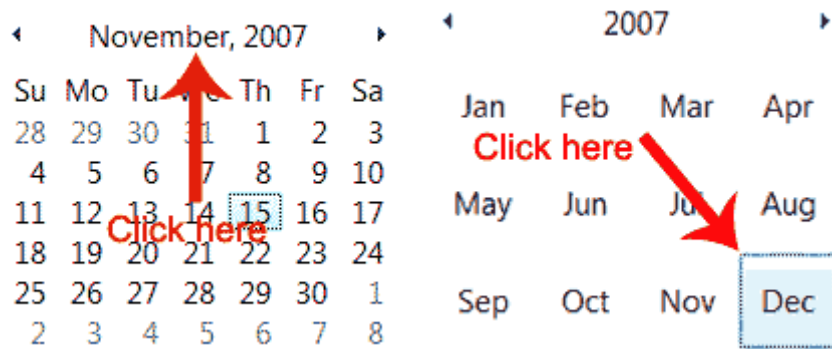 November, 2007
Su Mo Tu We Th Fr Sa
28 29 30 31 1 2 3
4 5 6 7 8 9 10
11 12 13 14 15 16 17
Click here
18 19 20 21 22 23 24
25 26 27 28 29 30 1
2 3 4 5 6 7 8
2007
Jan Feb Mar Apr
Click here
May Jun Jul Aug
Sep Oct Nov Dec